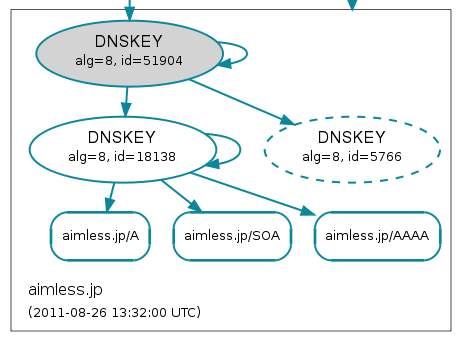 DNSKEY
alg=8, id=51904
DNSKEY
alg=8, id=18138
DNSKEY
alg=8, id=5766
aimless.jp/A
aimless.jp/SOA
aimless.jp/AAAA
aimless.jp
(2011-08-26 13:32:00 UTC)